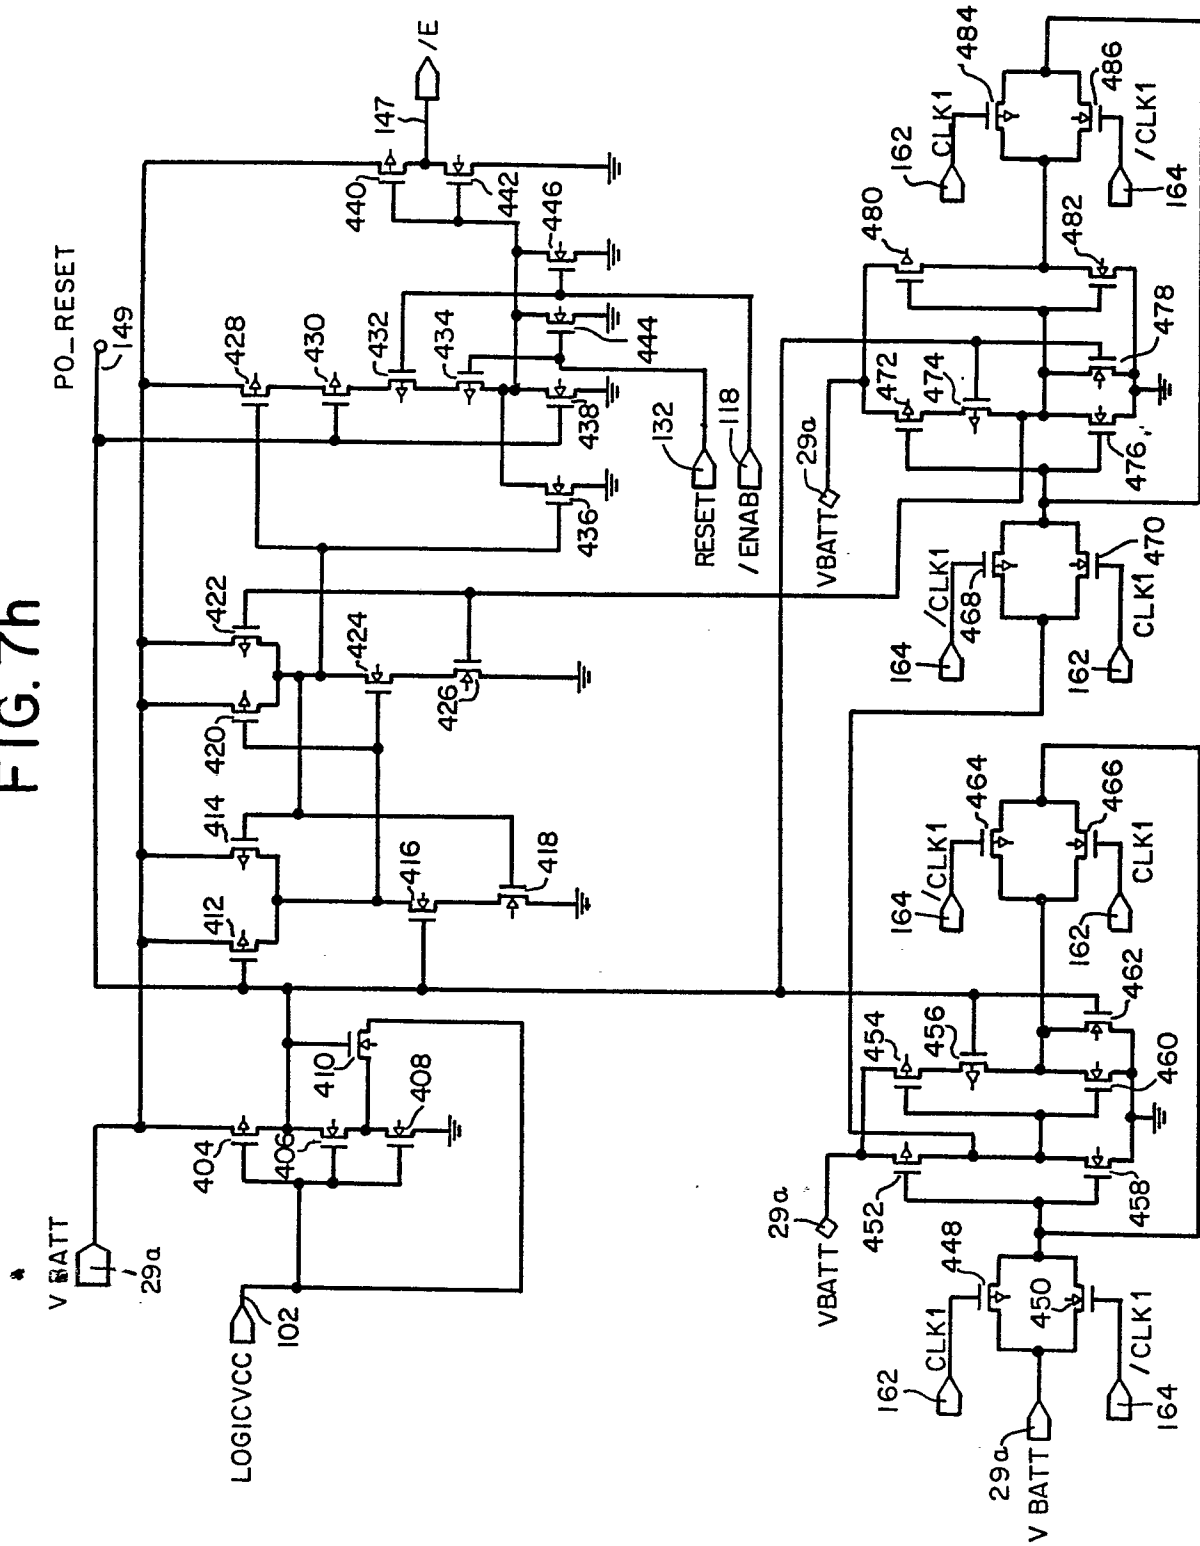 FIG. 7h
PO_RESET
149
V BATT
29a
LOGICVCC
102
404
406
408
410
412
414
416
418
420
422
424
426
428
430
432
434
436
438
440
442
444
446
147
/E
RESET
132
/ENAB
118
VBATT
29a
452
454
456
458
460
462
162
CLK1
448
450
29a
V BATT
164
/CLK1
164
/CLK1
464
466
162
CLK1
164
/CLK1
468
470
162
CLK1
VBATT
29a
472
474
476
478
480
482
162
CLK1
484
486
164
/CLK1